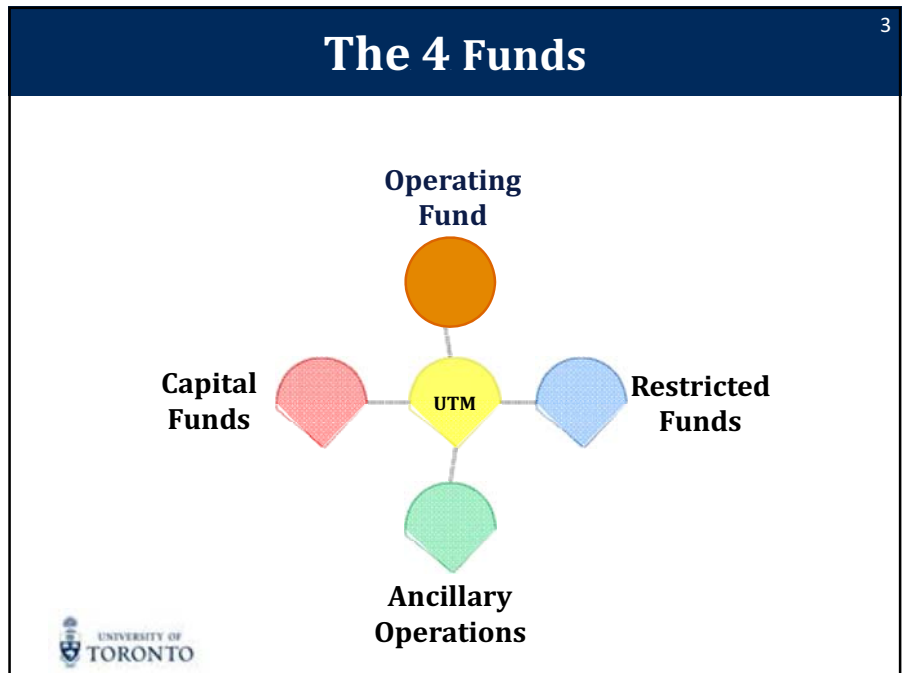 3
The 4 Funds
Operating
Fund
Capital
Funds
UTM
Restricted
Funds
Ancillary
Operations
UNIVERSITY OF
TORONTO